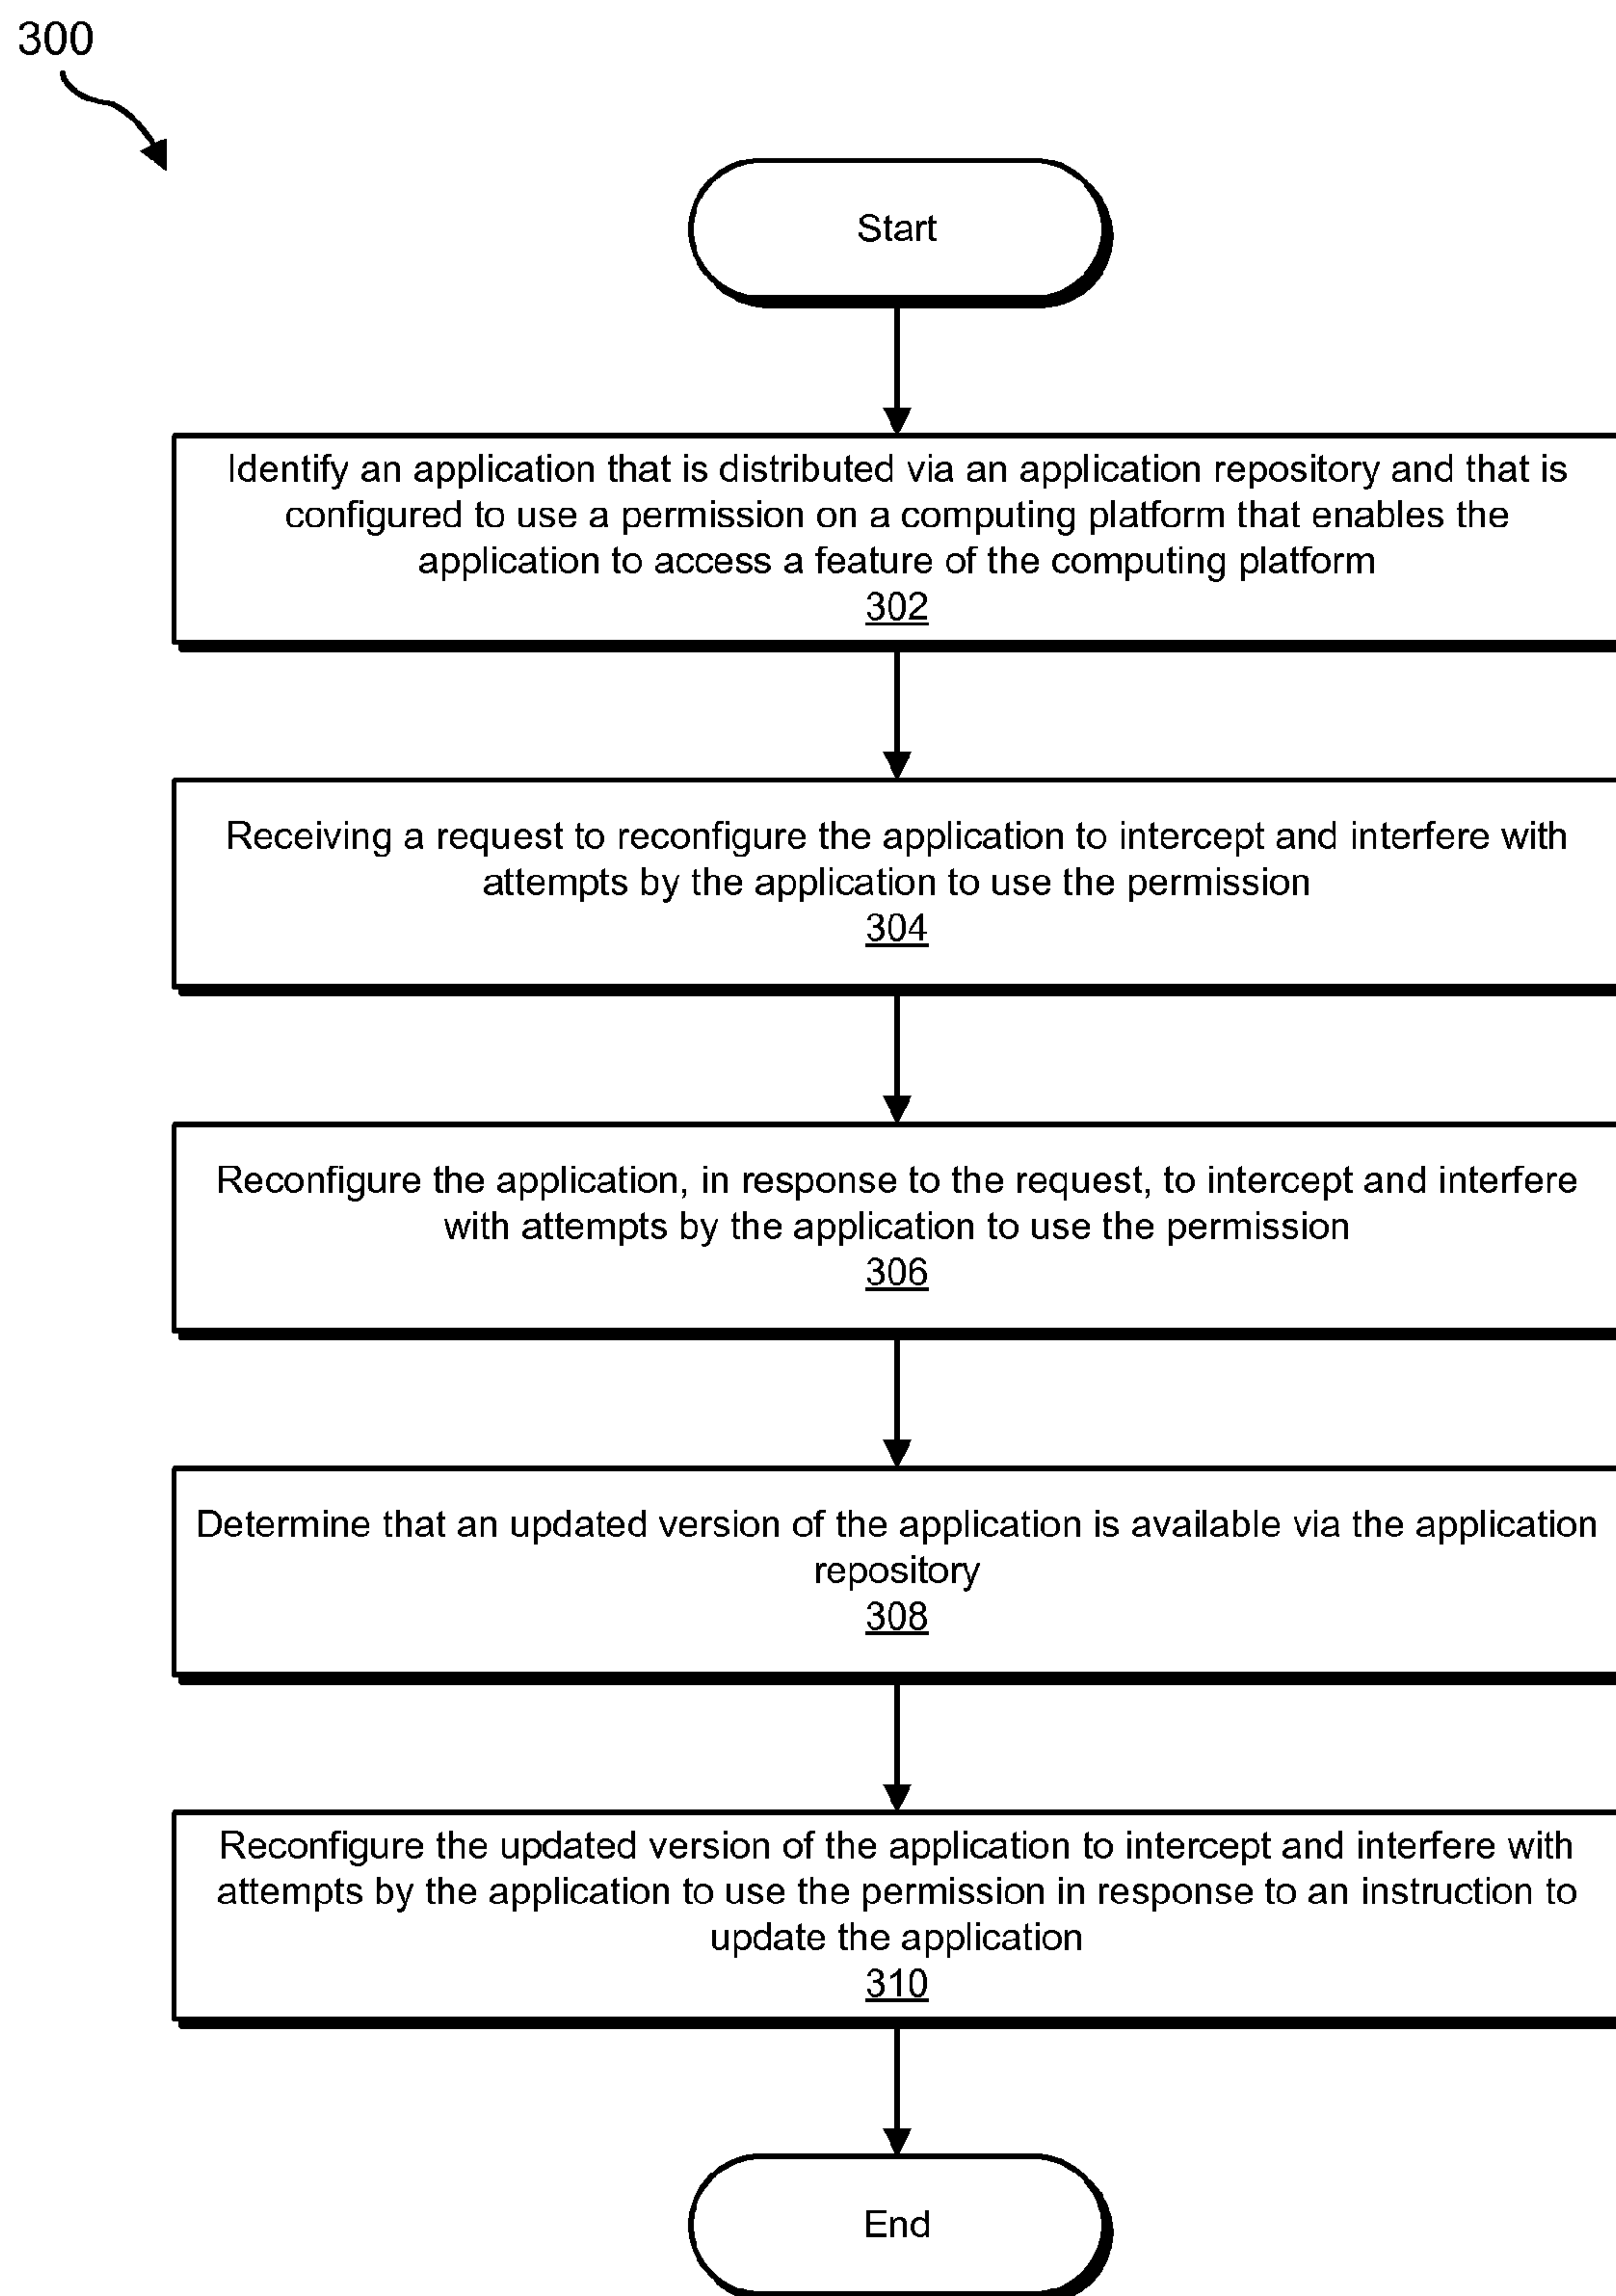 300
Start
Identify an application that is distributed via an application repository and that is
configured to use a permission on a computing platform that enables the
application to access a feature of the computing platform
302
Receiving a request to reconfigure the application to intercept and interfere with
attempts by the application to use the permission
304
Reconfigure the application, in response to the request, to intercept and interfere
with attempts by the application to use the permission
306
Determine that an updated version of the application is available via the application
repository
308
Reconfigure the updated version of the application to intercept and interfere with
attempts by the application to use the permission in response to an instruction to
update the application
310
End